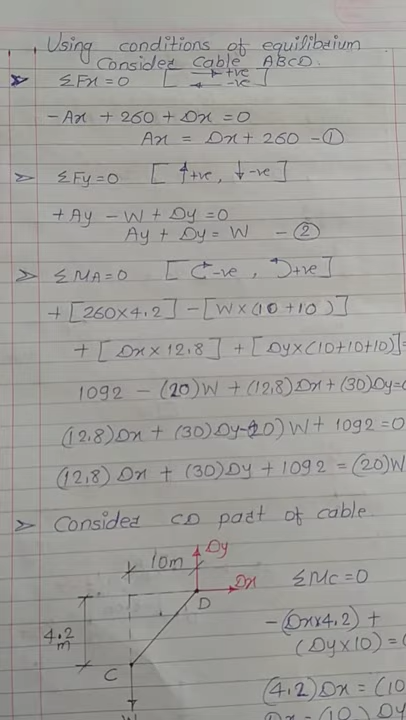 Using conditions of equilibrium
Consider Cable ABCD.
➤ ΣFx=0 [ → +ve ← -ve ]
-Ax + 260 + Dx = 0
Ax = Dx + 260 - ①
➤ ΣFy=0 [ ↑+ve, ↓-ve ]
+Ay - W + Dy = 0
Ay + Dy = W - ②
➤ ΣMA=0 [ ↻-ve , ↺+ve ]
+ [260×4.2] - [W×(10+10)]
+ [Dx×12.8] + [Dy×(10+10+10)]=
1092 - (20)W + (12.8)Dx + (30)Dy=
(12.8)Dx + (30)Dy-(20)W + 1092 = 0
(12.8)Dx + (30)Dy + 1092 = (20)W
➤ Consider CD part of cable.
10m Dy
Dx
D
4.2
m
C
W
ΣMC=0
-(Dx×4.2) +
(Dy×10) =
(4.2)Dx = (10
Dx = (10) Dy